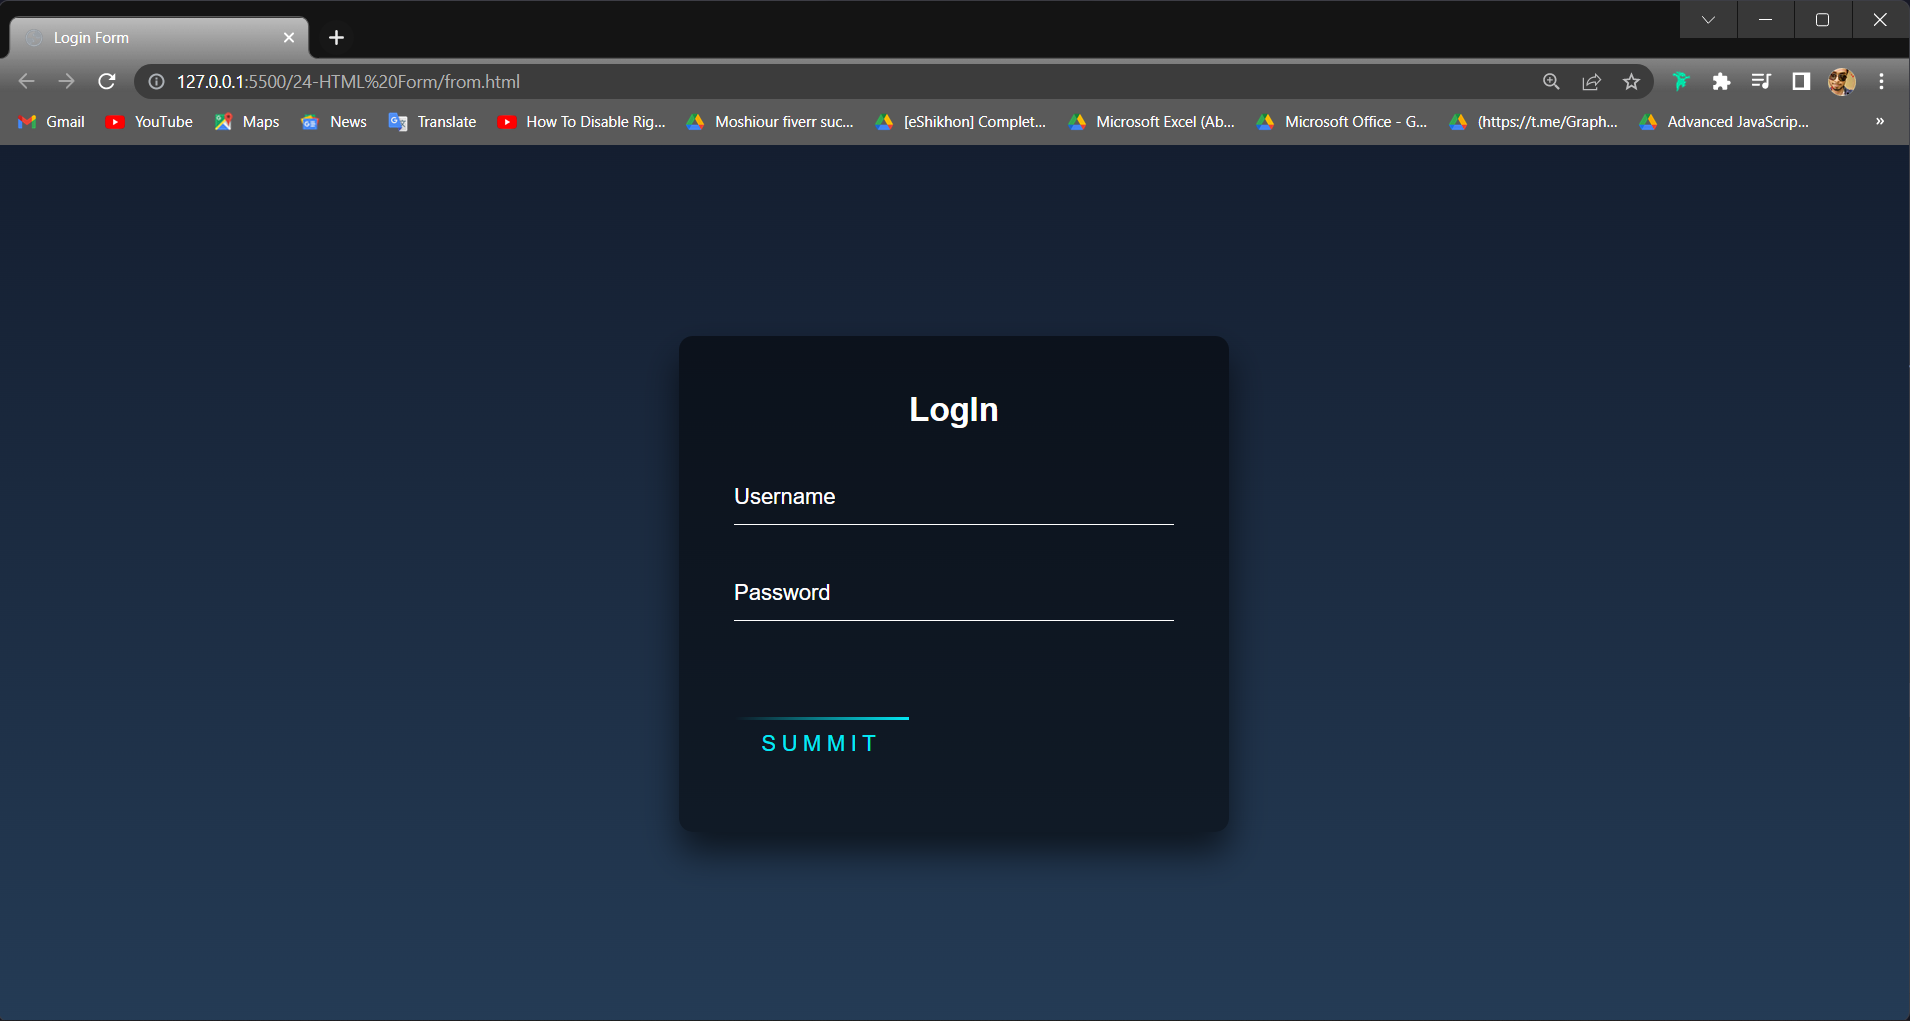 Login Form
127.0.0.1:5500/24-HTML%20Form/from.html
Gmail YouTube Maps News Translate How To Disable Rig... Moshiour fiverr suc... [eShikhon] Complet... Microsoft Excel (Ab... Microsoft Office - G... (https://t.me/Graph... Advanced JavaScrip... »
LogIn
Username
Password
SUMMIT